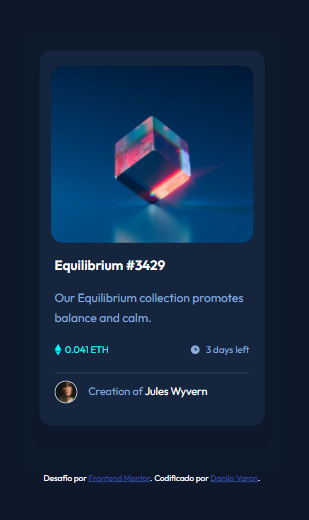 Equilibrium #3429
Our Equilibrium collection promotes
balance and calm.
0.041 ETH
3 days left
Creation of Jules Wyvern
Desafío por Frontend Mentor. Codificado por Danilo Varon.